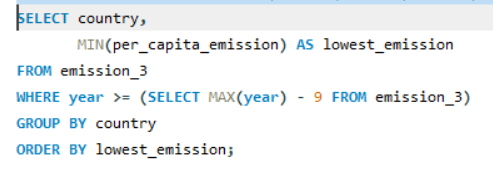 SELECT country,
MIN(per_capita_emission) AS lowest_emission
FROM emission_3
WHERE year >= (SELECT MAX(year) - 9 FROM emission_3)
GROUP BY country
ORDER BY lowest_emission;